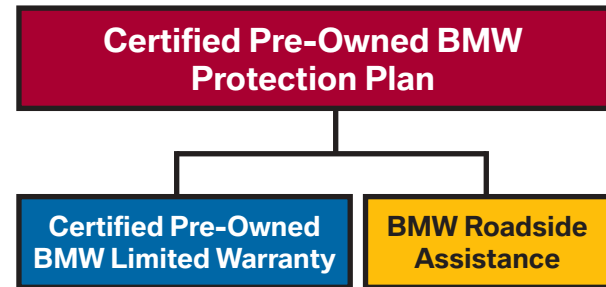 Certified Pre-Owned BMW
Protection Plan
Certified Pre-Owned
BMW Limited Warranty
BMW Roadside
Assistance